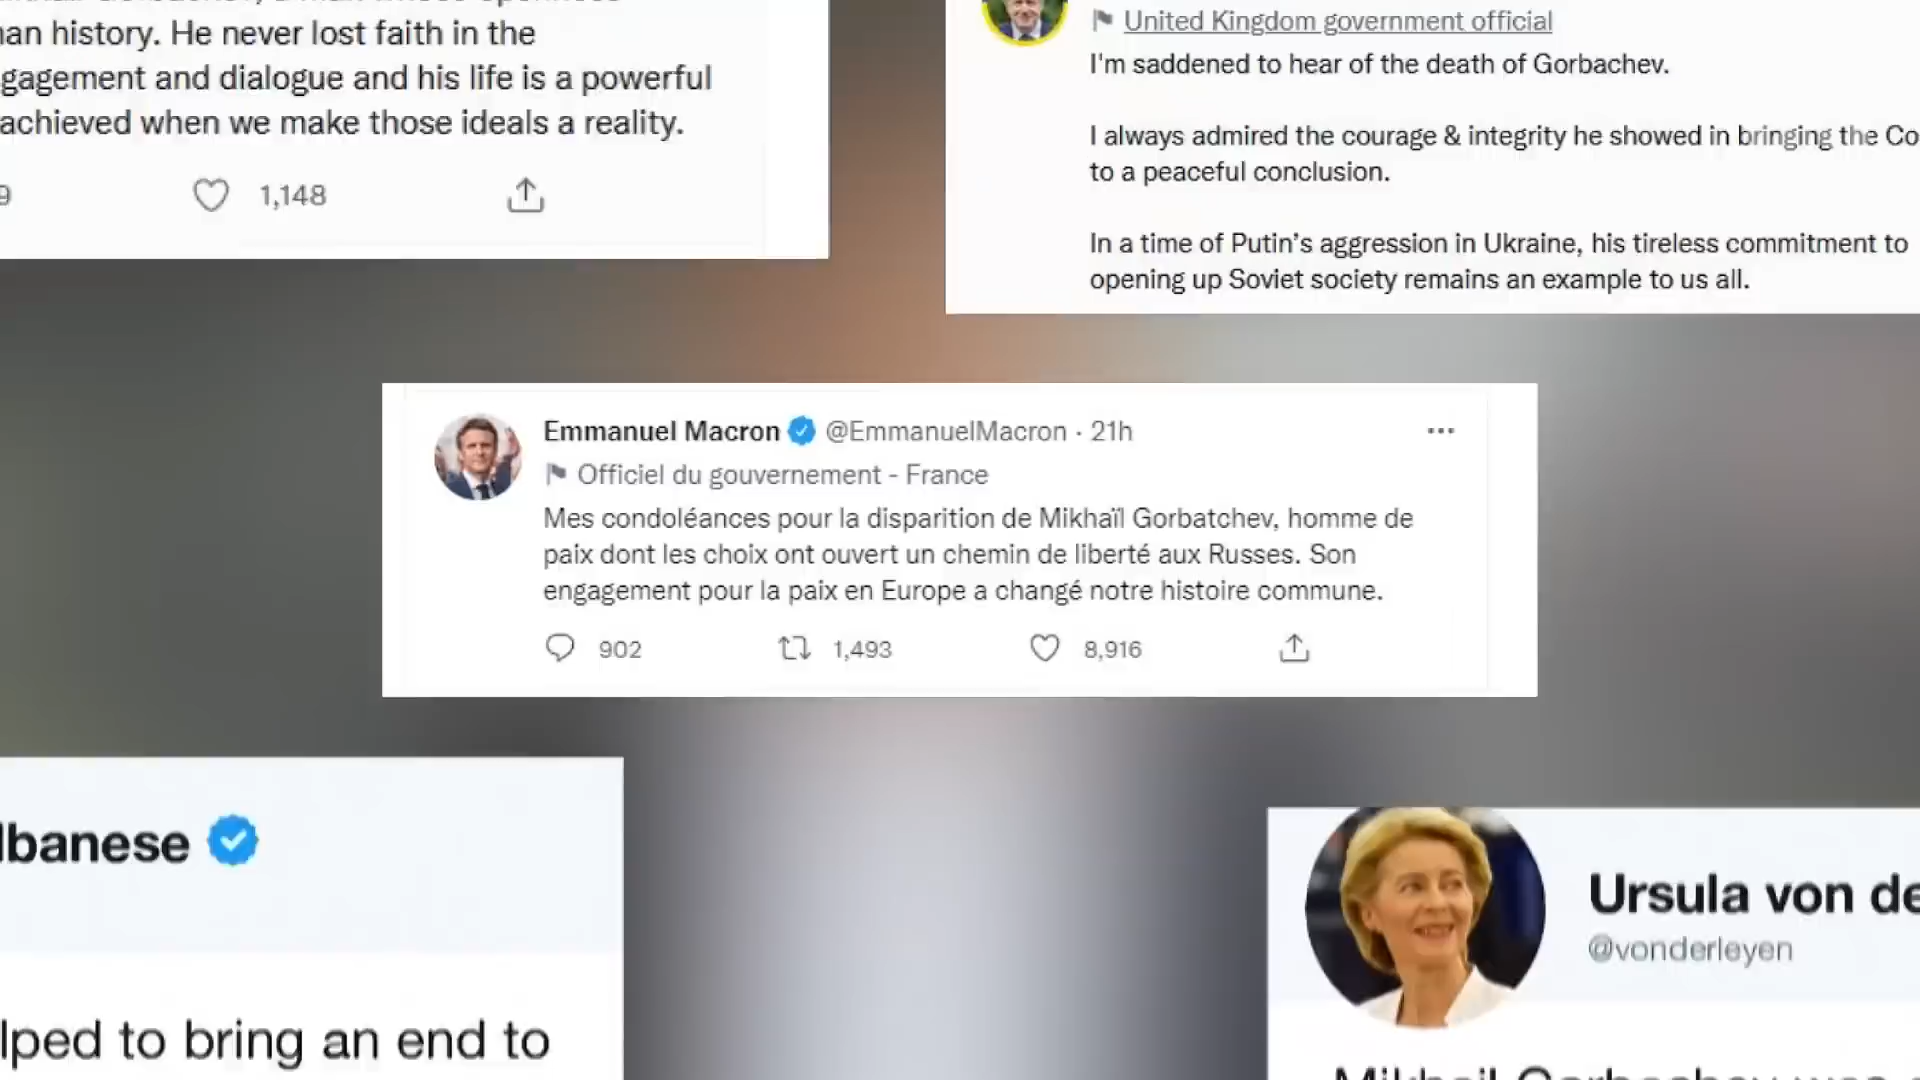 an history. He never lost faith in the
gagement and dialogue and his life is a powerful
achieved when we make those ideals a reality.
9 1,148
United Kingdom government official
I'm saddened to hear of the death of Gorbachev.
I always admired the courage & integrity he showed in bringing the Co
to a peaceful conclusion.
In a time of Putin's aggression in Ukraine, his tireless commitment to
opening up Soviet society remains an example to us all.
Emmanuel Macron @EmmanuelMacron · 21h
Officiel du gouvernement - France
Mes condoléances pour la disparition de Mikhaïl Gorbatchev, homme de
paix dont les choix ont ouvert un chemin de liberté aux Russes. Son
engagement pour la paix en Europe a changé notre histoire commune.
902 1,493 8,916
lbanese
lped to bring an end to
Ursula von de
@vonderleyen
Mikhail Gorbachev was